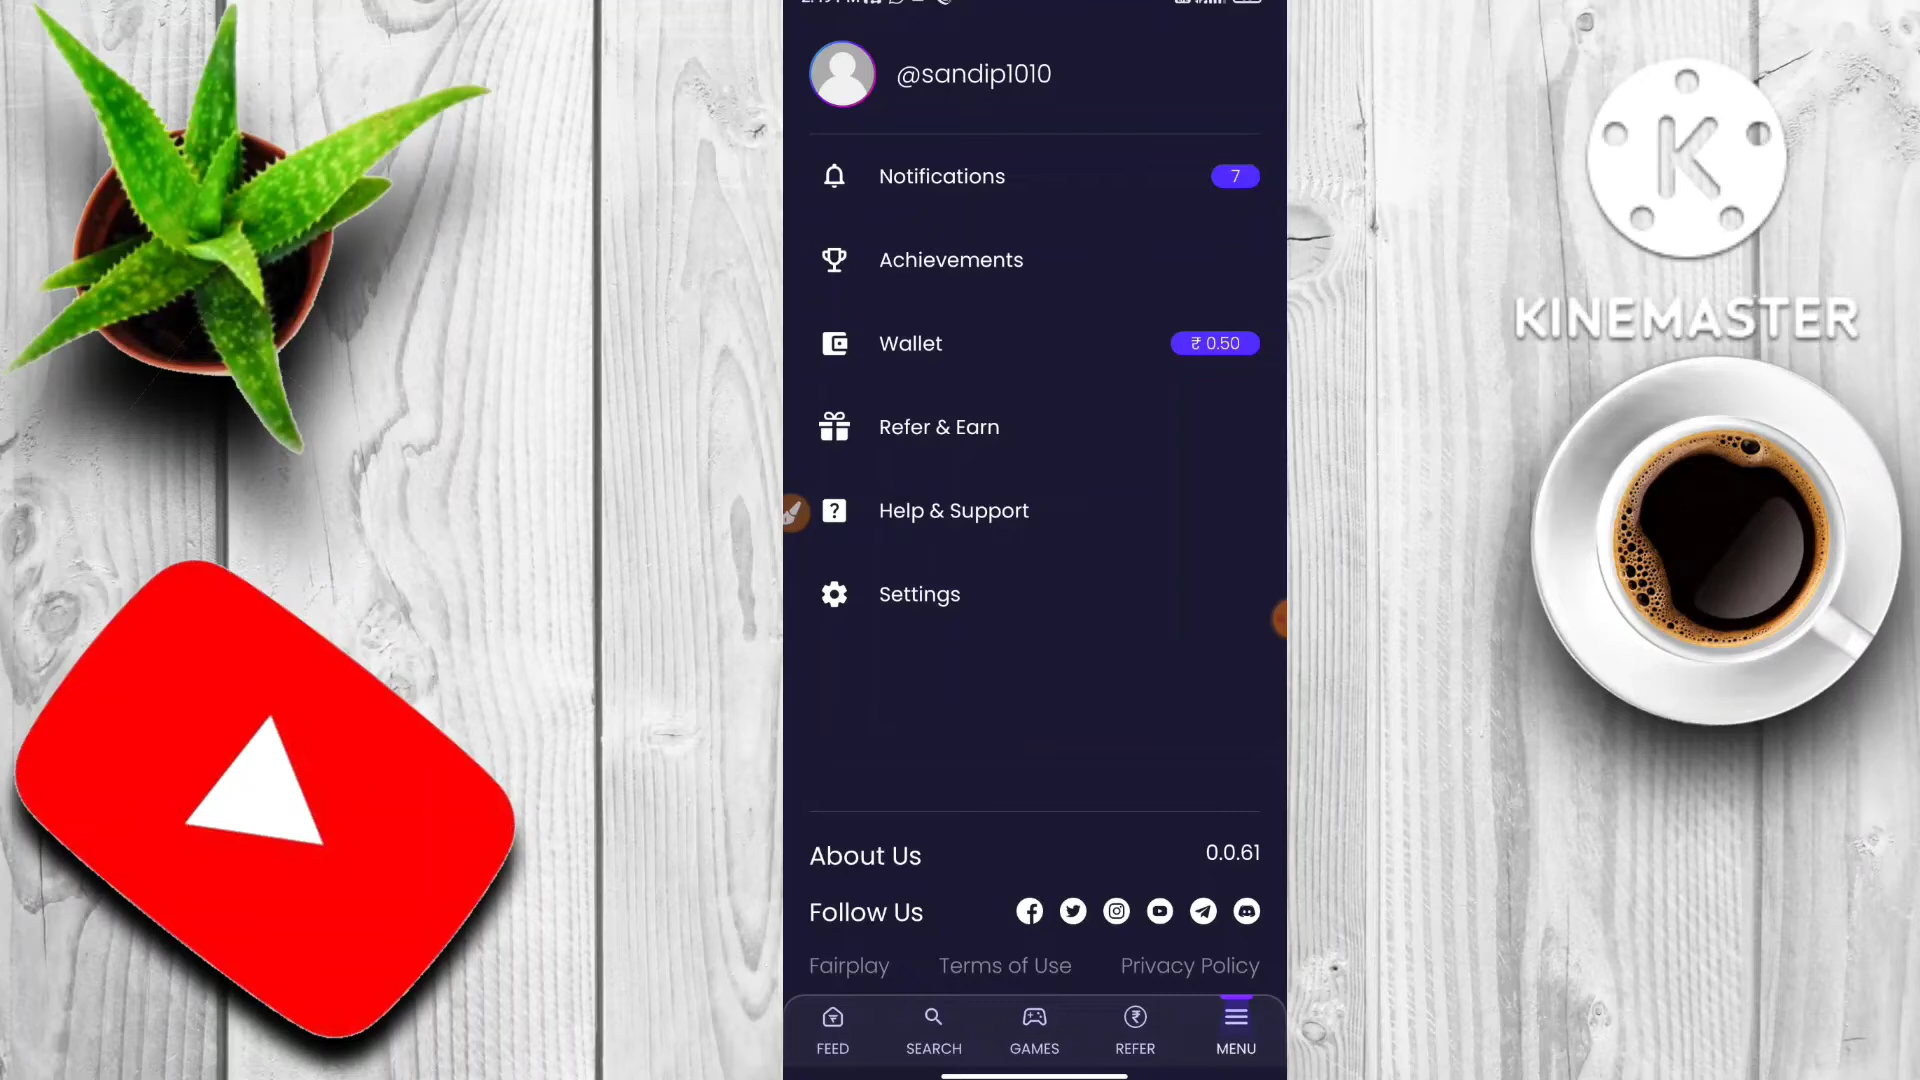 @sandip1010
Notifications 7
Achievements
Wallet ₹ 0.50
Refer & Earn
Help & Support
Settings
About Us 0.0.61
Follow Us
Fairplay Terms of Use Privacy Policy
FEED SEARCH GAMES REFER MENU
K
KINEMASTER